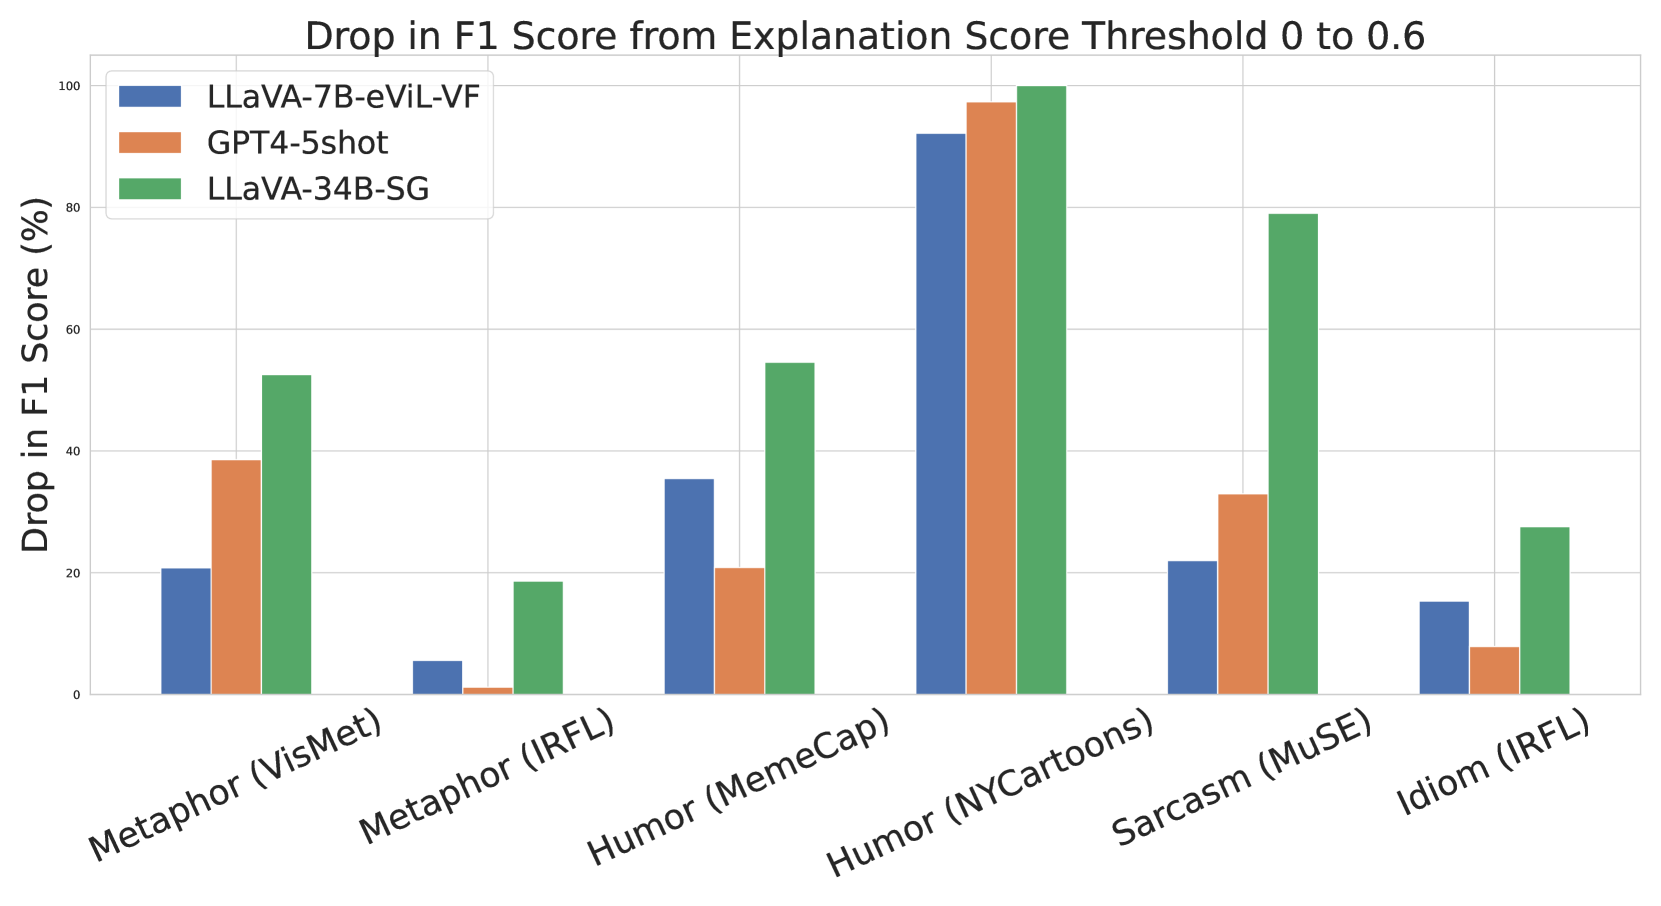 Drop in F1 Score from Explanation Score Threshold 0 to 0.6
LLaVA-7B-eViL-VF
GPT4-5shot
LLaVA-34B-SG
Drop in F1 Score (%)
100
80
60
40
20
0
Metaphor (VisMet)
Metaphor (IRFL)
Humor (MemeCap)
Humor (NYCartoons)
Sarcasm (MuSE)
Idiom (IRFL)